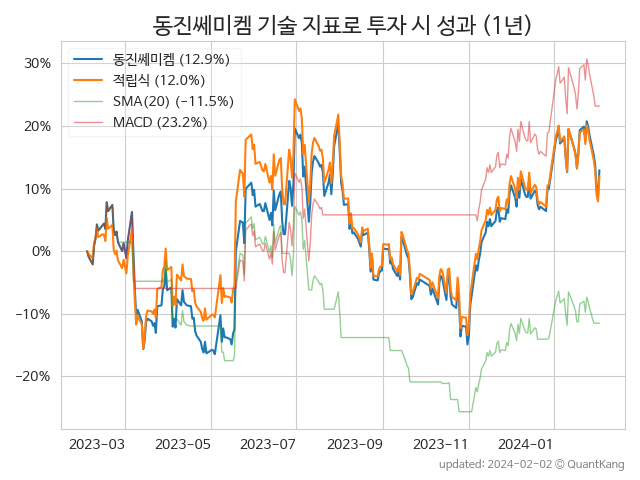 동진쎄미켐 기술 지표로 투자 시 성과 (1년)
동진쎄미켐 (12.9%)
적립식 (12.0%)
SMA(20) (−11.5%)
MACD (23.2%)
30%
20%
10%
0%
−10%
−20%
2023-03 2023-05 2023-07 2023-09 2023-11 2024-01
updated: 2024-02-02 © QuantKang